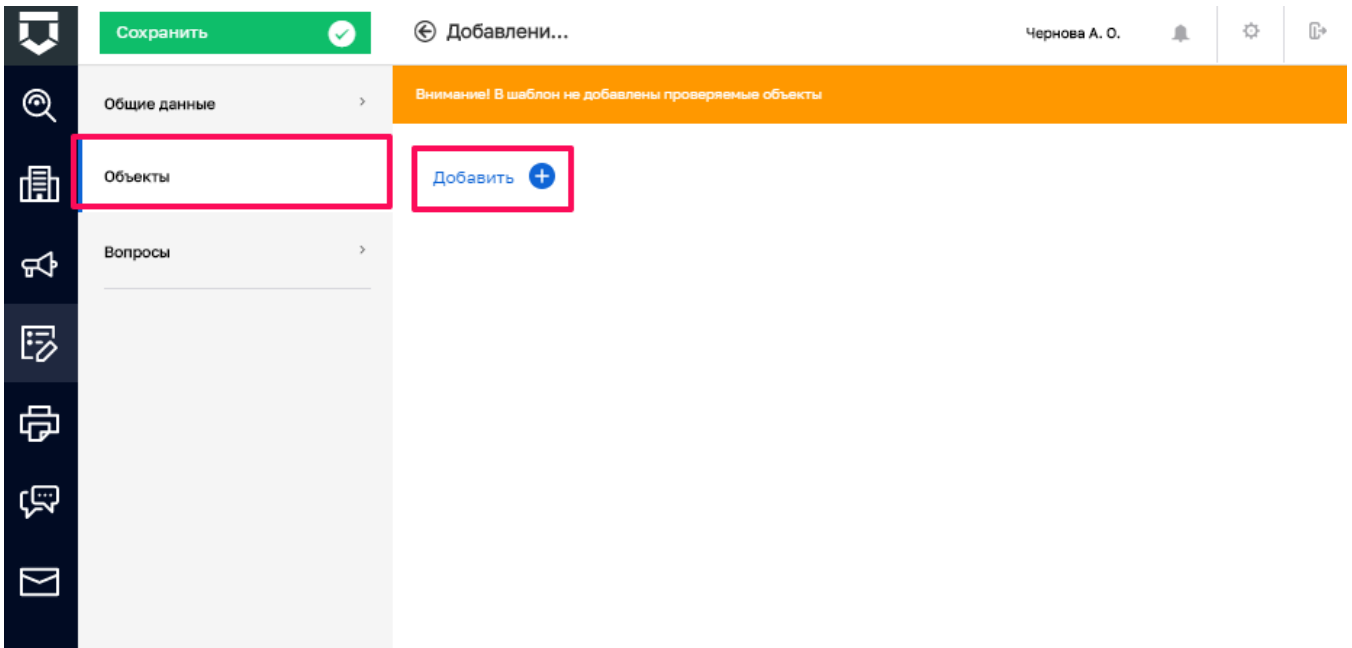 Сохранить
Добавлени...
Чернова А. О.
Общие данные
Внимание! В шаблон не добавлены проверяемые объекты
Объекты
Добавить
Вопросы